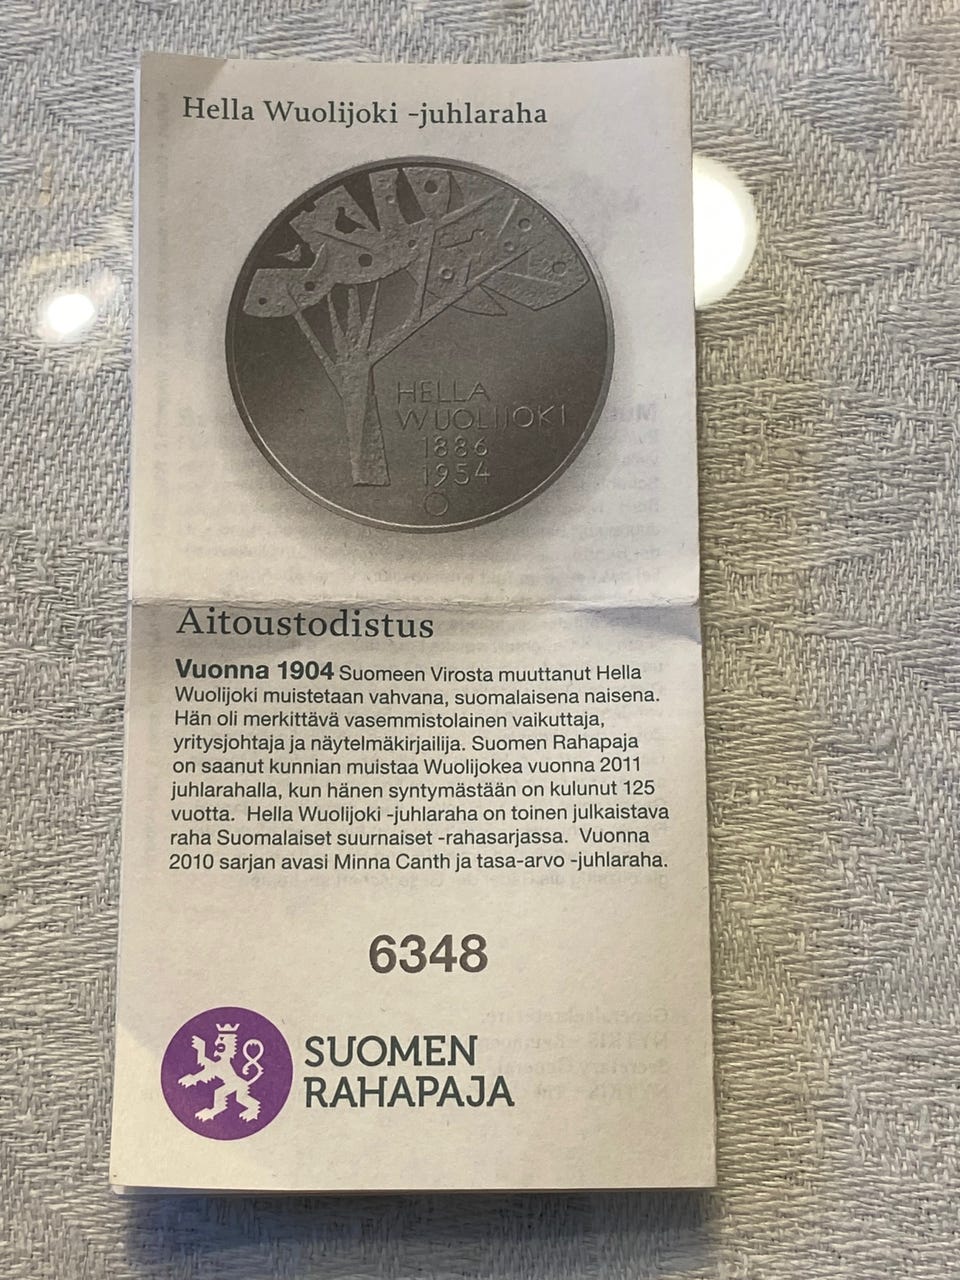 Hella Wuolijoki -juhlaraha
HELLA
WUOLIJOKI
1886
1954
Aitoustodistus
Vuonna 1904 Suomeen Virosta muuttanut Hella
Wuolijoki muistetaan vahvana, suomalaisena naisena.
Hän oli merkittävä vasemmistolainen vaikuttaja,
yritysjohtaja ja näytelmäkirjailija. Suomen Rahapaja
on saanut kunnian muistaa Wuolijokea vuonna 2011
juhlarahalla, kun hänen syntymästään on kulunut 125
vuotta. Hella Wuolijoki -juhlaraha on toinen julkaistava
raha Suomalaiset suurnaiset -rahasarjassa. Vuonna
2010 sarjan avasi Minna Canth ja tasa-arvo -juhlaraha.
6348
SUOMEN
RAHAPAJA